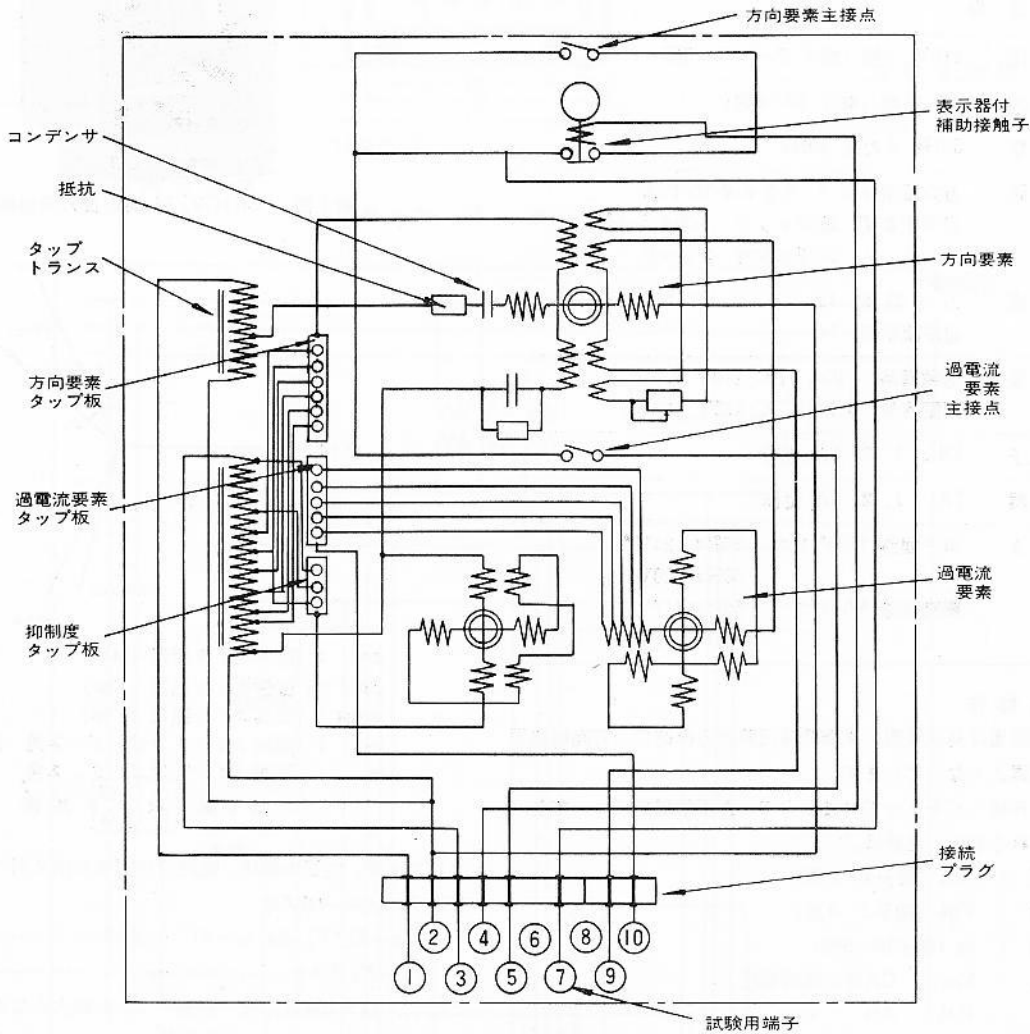 方向要素主接点
表示器付
補助接触子
コンデンサ
抵抗
タップ
トランス
方向要素
方向要素
タップ板
過電流
要素
主接点
過電流要素
タップ板
過電流
要素
抑制度
タップ板
接続
プラグ
② ④ ⑥ ⑧ ⑩
① ③ ⑤ ⑦ ⑨
試験用端子